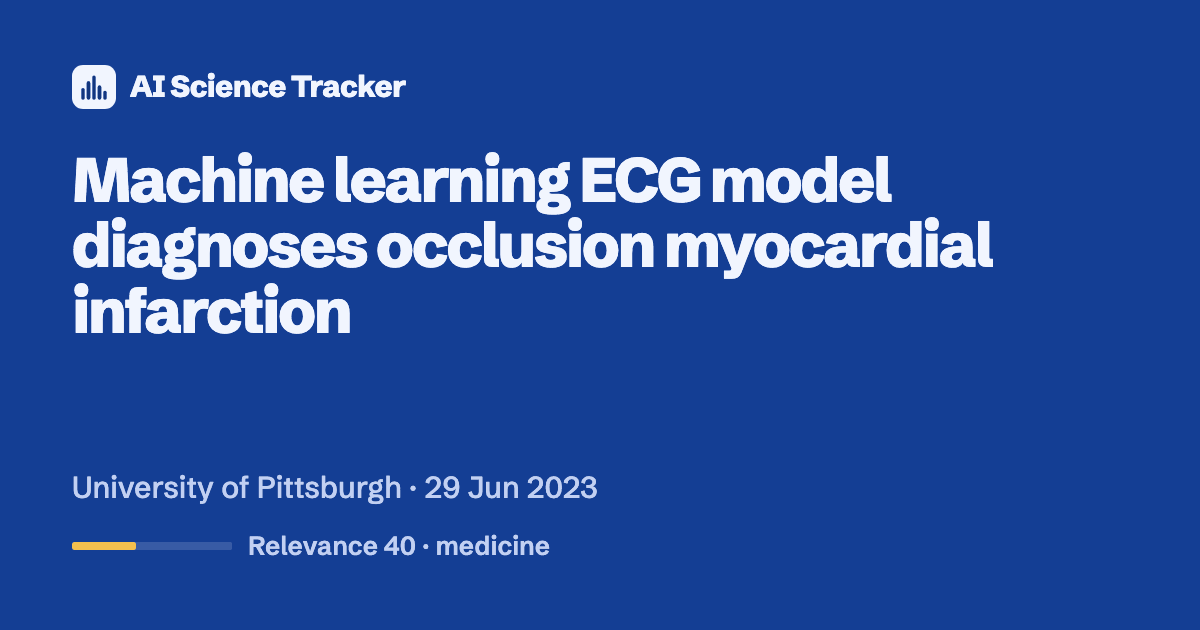 AI Science Tracker
Machine learning ECG model
diagnoses occlusion myocardial
infarction
University of Pittsburgh · 29 Jun 2023
Relevance 40 · medicine